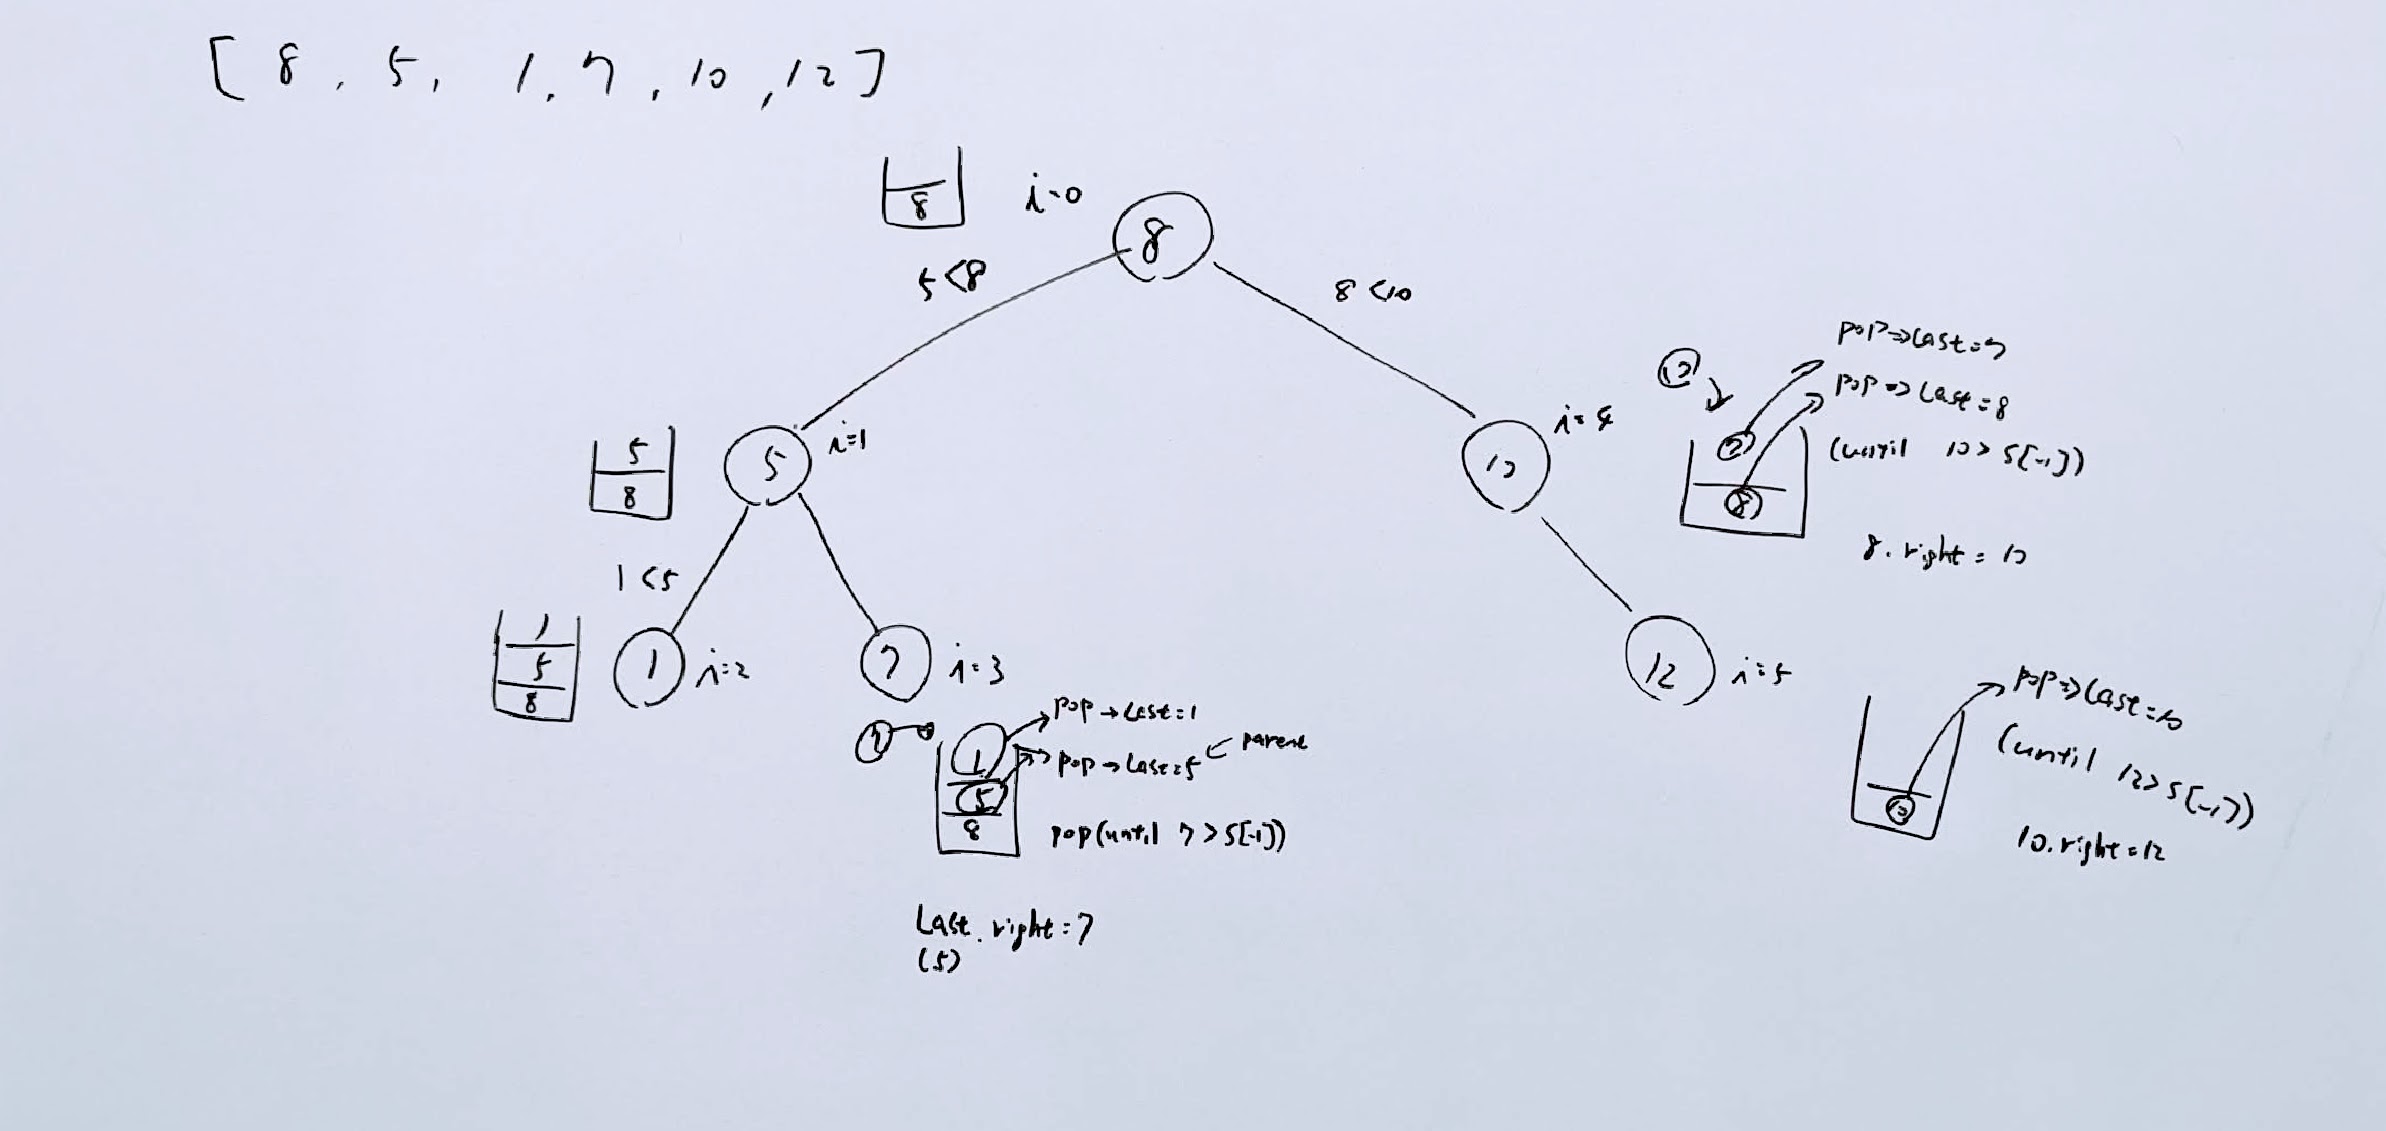 [ 8, 5, 1, 7, 10, 12 ]
8
i=0
8
5<8
8<10
5
8
5
i=1
10
i=4
10
pop⇒last=7
pop⇒last=8
7
8
(until 10>s[-1])
8.right=10
1<5
1
5
8
1
i=2
7
i=3
12
i=5
7
1
5
8
pop→last=1
pop→last=5 ← parent
pop(until 7>s[-1])
Last.right=7
(5)
10
pop⇒last=10
(until 12>s[-1])
10.right=12